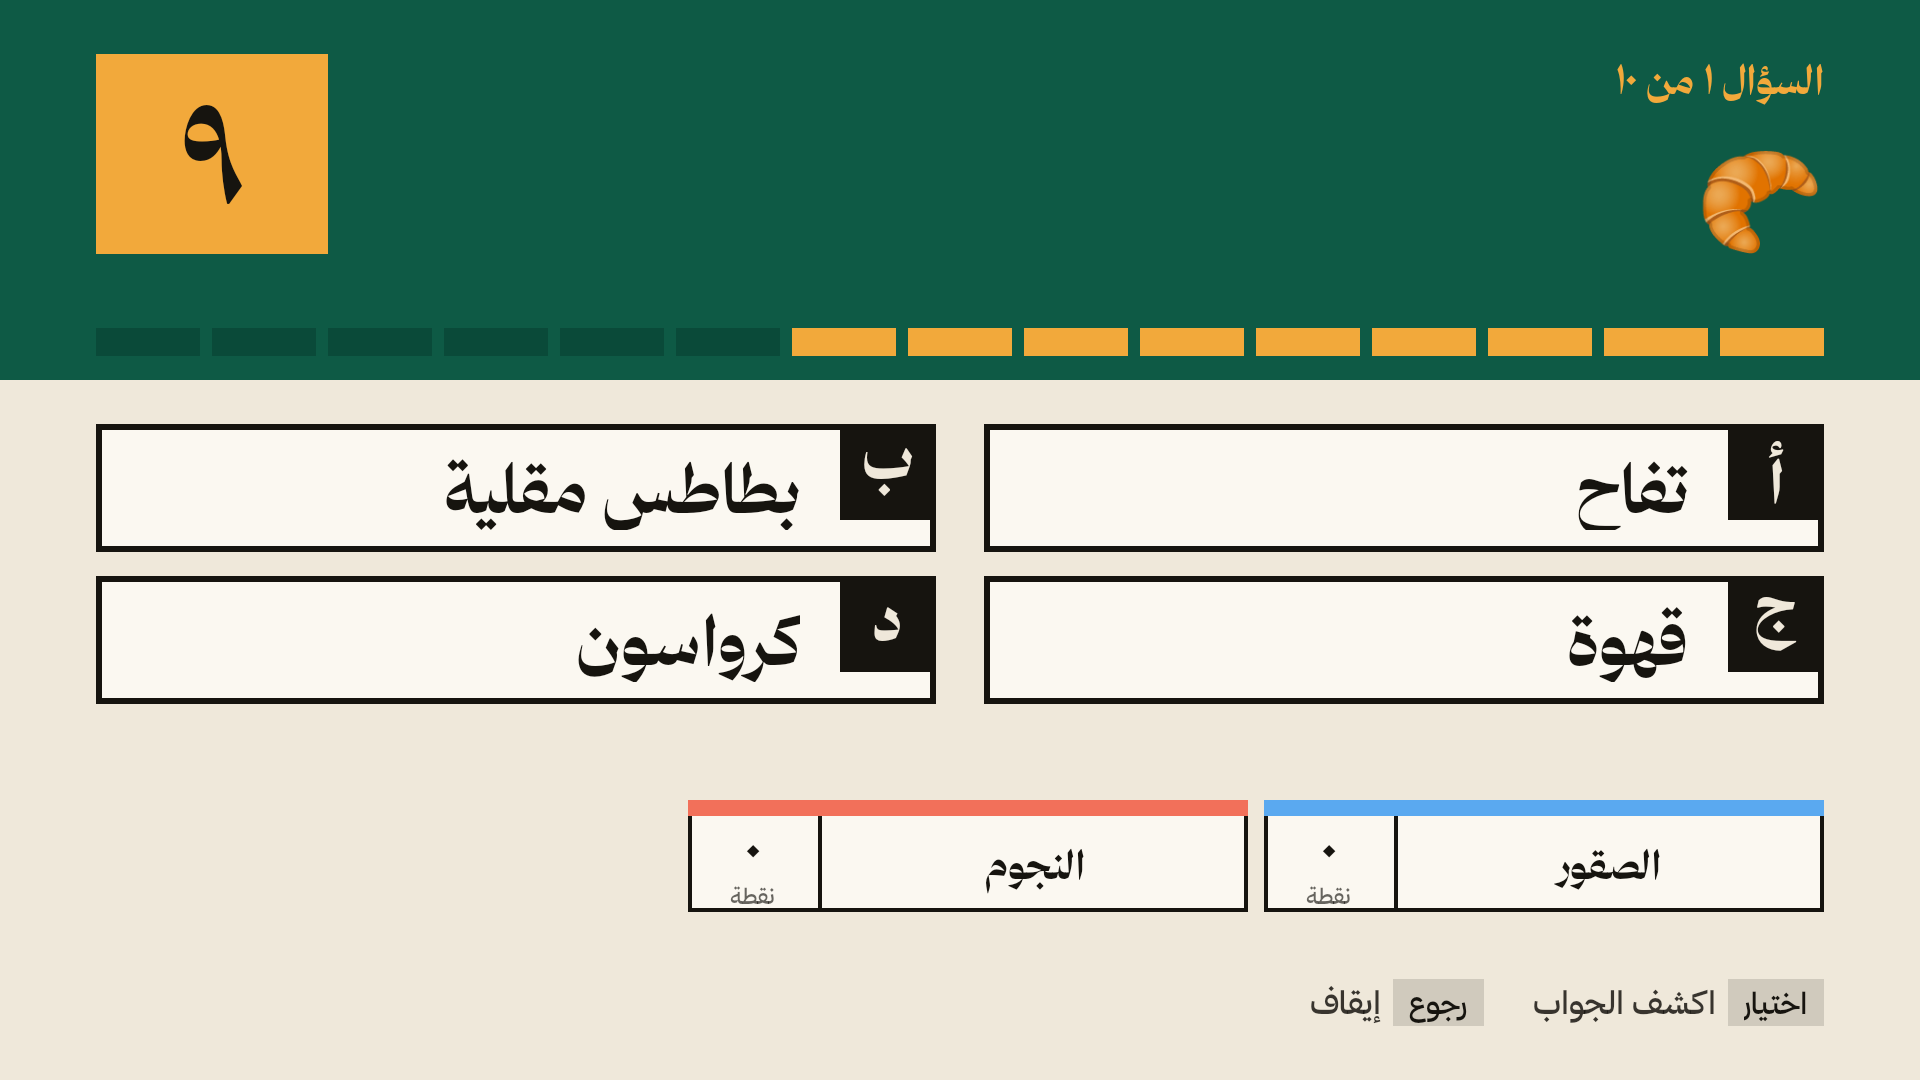 السؤال ١ من ١٠
٩
أ تفاح
ب بطاطس مقلية
ج قهوة
د كرواسون
الصقور
٠
نقطة
النجوم
٠
نقطة
اختيار اكشف الجواب رجوع إيقاف